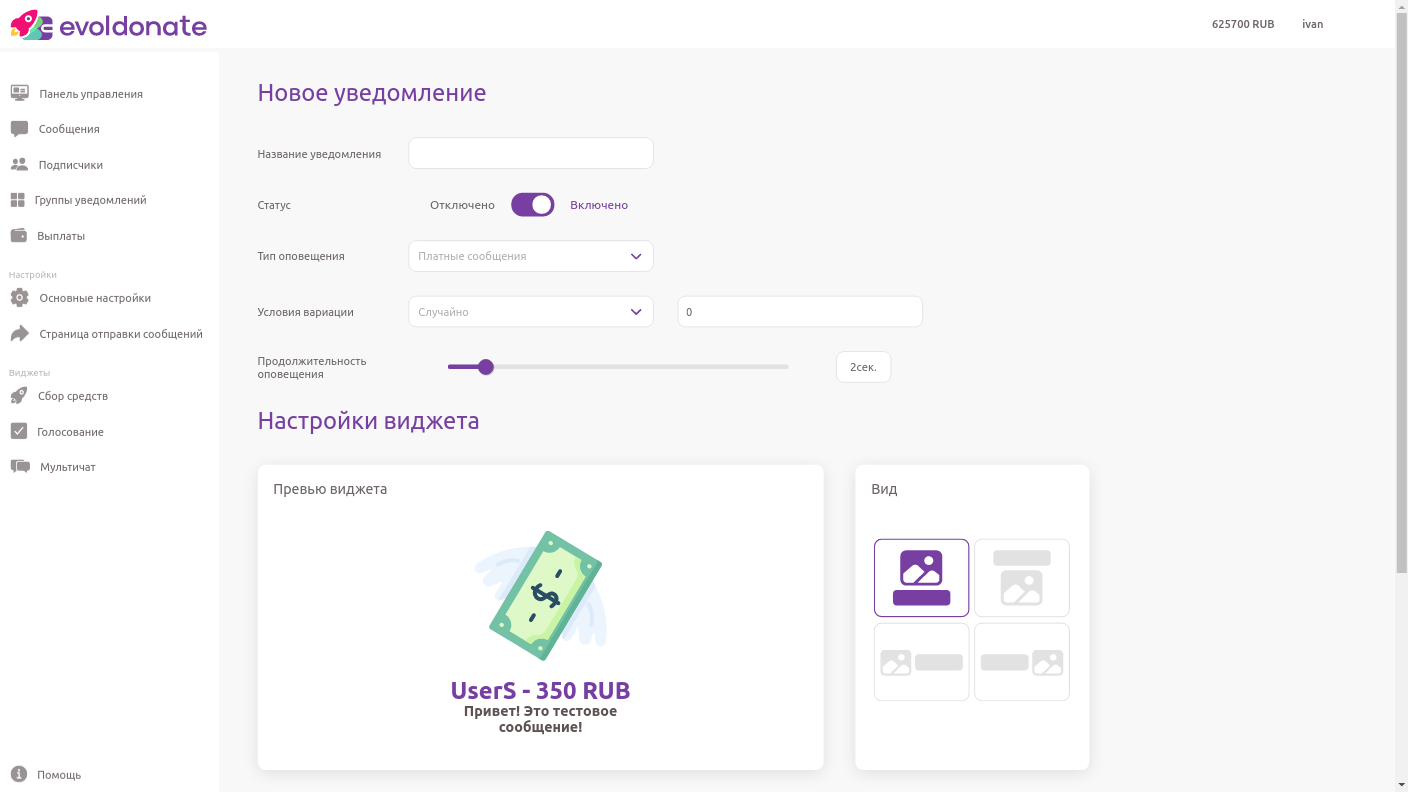 evoldonate
625700 RUB
ivan
Панель управления
Сообщения
Подписчики
Группы уведомлений
Выплаты
Настройки
Основные настройки
Страница отправки сообщений
Виджеты
Сбор средств
Голосование
Мультичат
Помощь
Новое уведомление
Название уведомления
Статус
Отключено
Включено
Тип оповещения
Платные сообщения
Условия вариации
Случайно
0
Продолжительность
оповещения
2сек.
Настройки виджета
Превью виджета
$
UserS - 350 RUB
Привет! Это тестовое
сообщение!
Вид